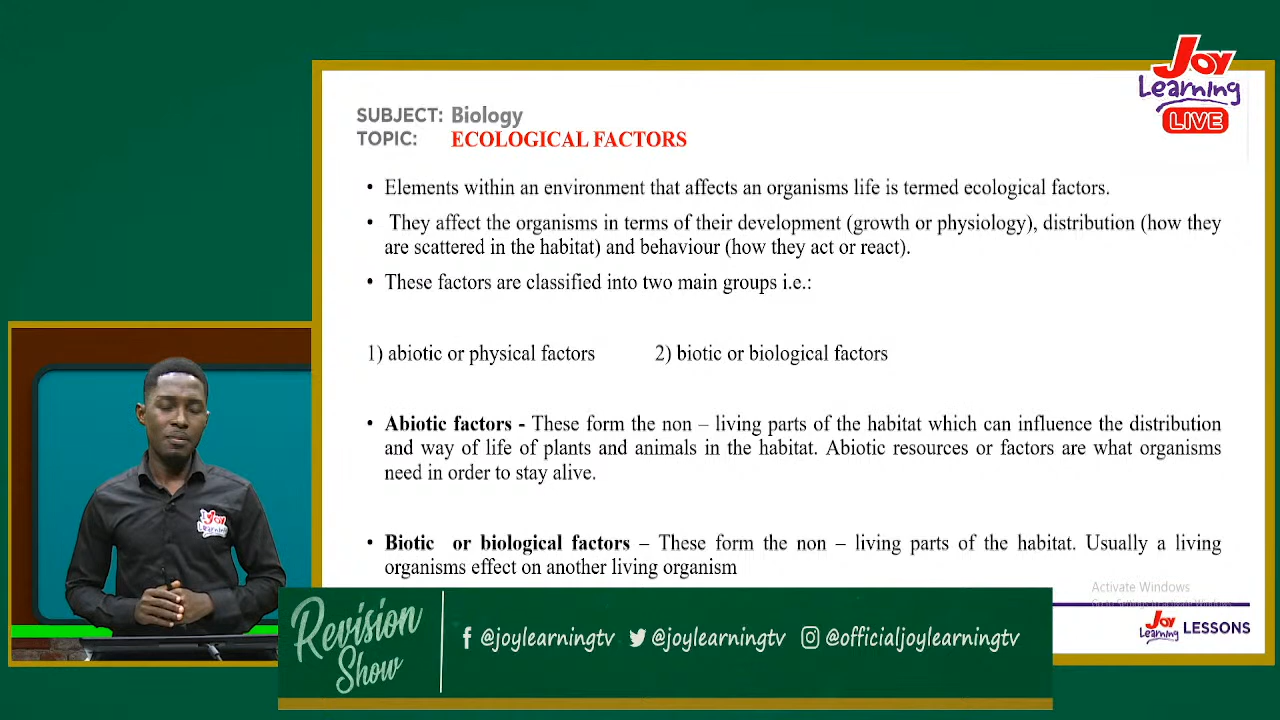 Joy
Learning
LIVE
SUBJECT: Biology
TOPIC: ECOLOGICAL FACTORS
• Elements within an environment that affects an organisms life is termed ecological factors.
• They affect the organisms in terms of their development (growth or physiology), distribution (how they
are scattered in the habitat) and behaviour (how they act or react).
• These factors are classified into two main groups i.e.:
1) abiotic or physical factors 2) biotic or biological factors
• Abiotic factors - These form the non – living parts of the habitat which can influence the distribution
and way of life of plants and animals in the habitat. Abiotic resources or factors are what organisms
need in order to stay alive.
• Biotic or biological factors – These form the non – living parts of the habitat. Usually a living
organisms effect on another living organism
Activate Windows
Joy
Learning
LESSONS
Joy
Learning
Revision
Show
@joylearningtv @joylearningtv @officialjoylearningtv